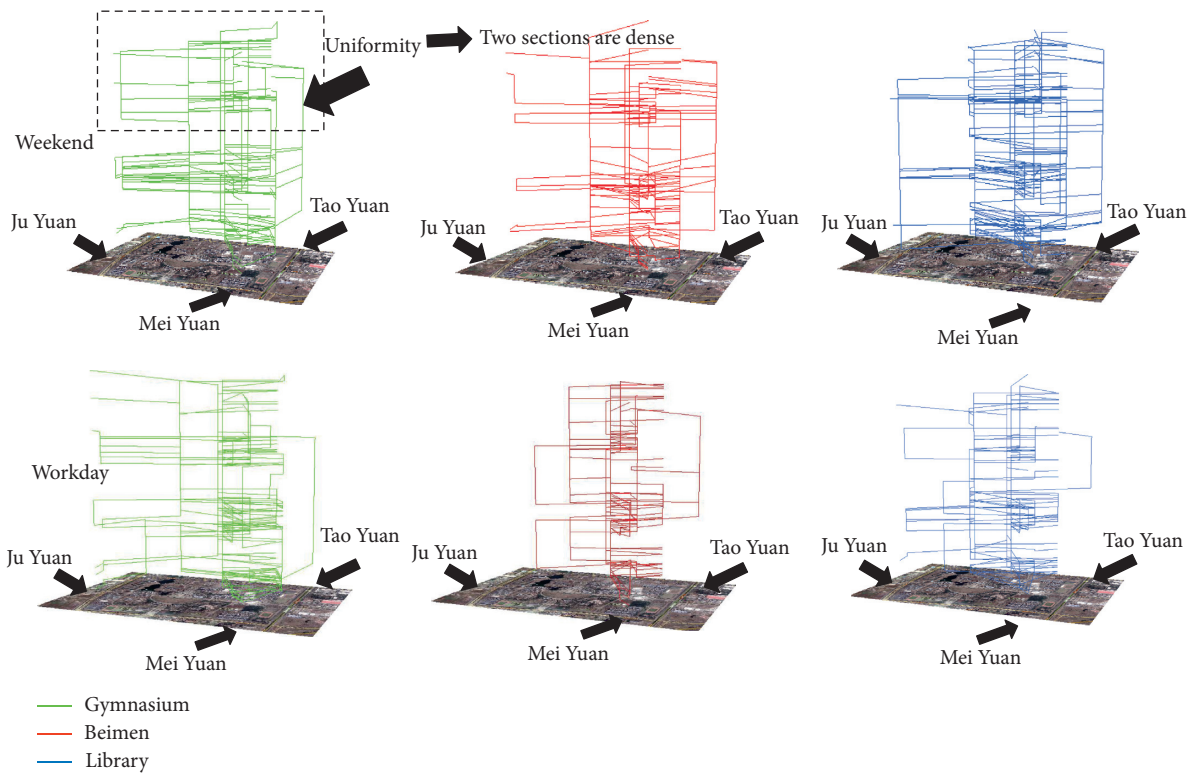 Uniformity
Two sections are dense
Weekend
Ju Yuan
Tao Yuan
Mei Yuan
Ju Yuan
Tao Yuan
Mei Yuan
Ju Yuan
Tao Yuan
Mei Yuan
Workday
Ju Yuan
Tao Yuan
Mei Yuan
Ju Yuan
Tao Yuan
Mei Yuan
Ju Yuan
Tao Yuan
Mei Yuan
Gymnasium
Beimen
Library